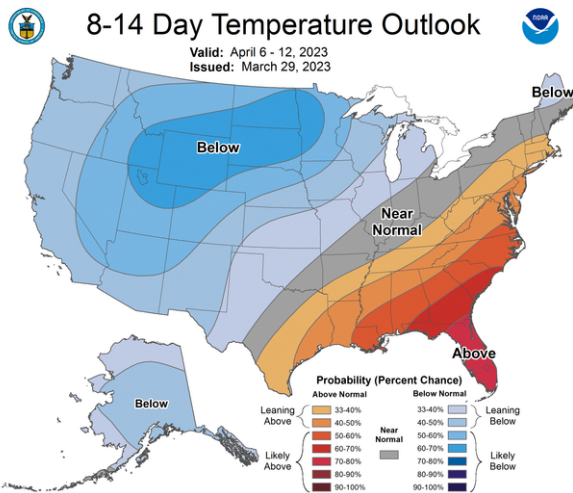 8-14 Day Temperature Outlook
Valid: April 6 - 12, 2023
Issued: March 29, 2023
NOAA
Below
Below
Near
Normal
Above
Below
Probability (Percent Chance)
Above Normal
Below Normal
Leaning
Above
33-40%
40-50%
Likely
Above
50-60%
60-70%
70-80%
80-90%
90-100%
Near
Normal
33-40%
40-50%
Leaning
Below
50-60%
60-70%
70-80%
80-90%
90-100%
Likely
Below